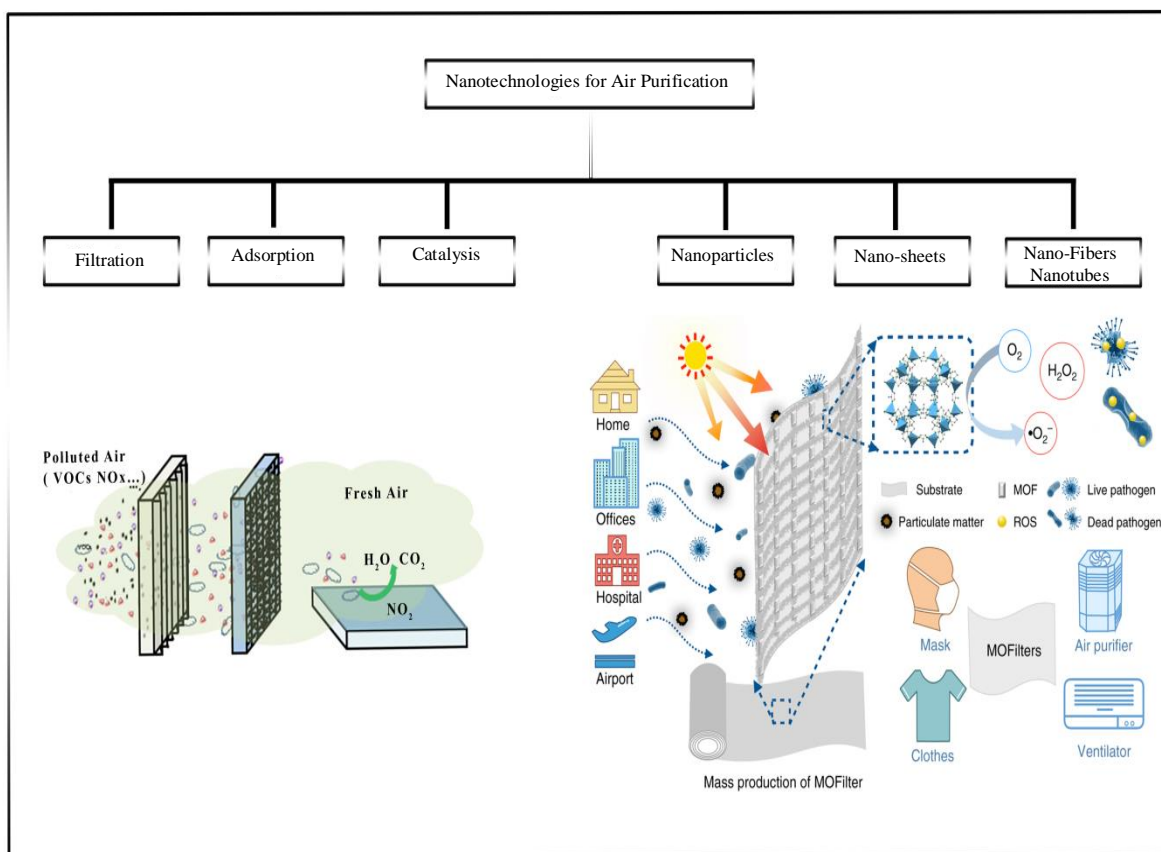 Nanotechnologies for Air Purification
Filtration
Adsorption
Catalysis
Nanoparticles
Nano-sheets
Nano-Fibers
Nanotubes
Polluted Air
( VOCs NOx...)
Fresh Air
H₂O CO₂
NO₂
Home
Offices
Hospital
Airport
O₂
H₂O₂
•O₂⁻
Substrate
MOF
Live pathogen
Particulate matter
ROS
Dead pathogen
Mask
MOFilters
Air purifier
Clothes
Ventilator
Mass production of MOFilter